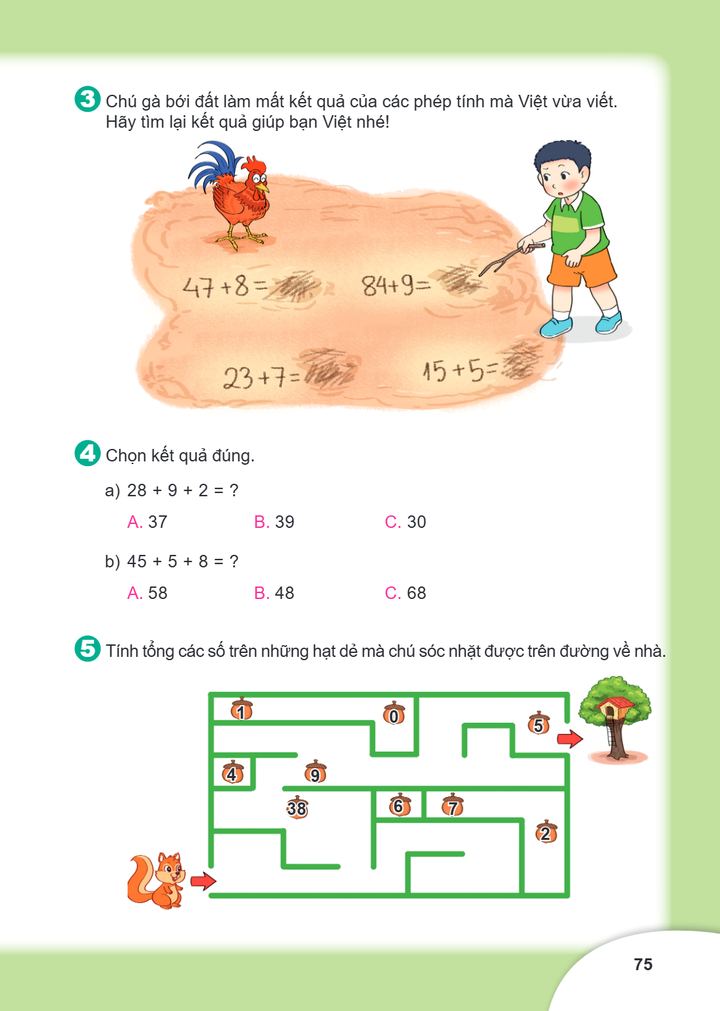 3 Chú gà bới đất làm mất kết quả của các phép tính mà Việt vừa viết.
Hãy tìm lại kết quả giúp bạn Việt nhé!
47+8= 84+9=
23+7= 15+5=
4 Chọn kết quả đúng.
a) 28 + 9 + 2 = ?
A. 37 B. 39 C. 30
b) 45 + 5 + 8 = ?
A. 58 B. 48 C. 68
5 Tính tổng các số trên những hạt dẻ mà chú sóc nhặt được trên đường về nhà.
1 0 5
4 9
38 6 7
2
75